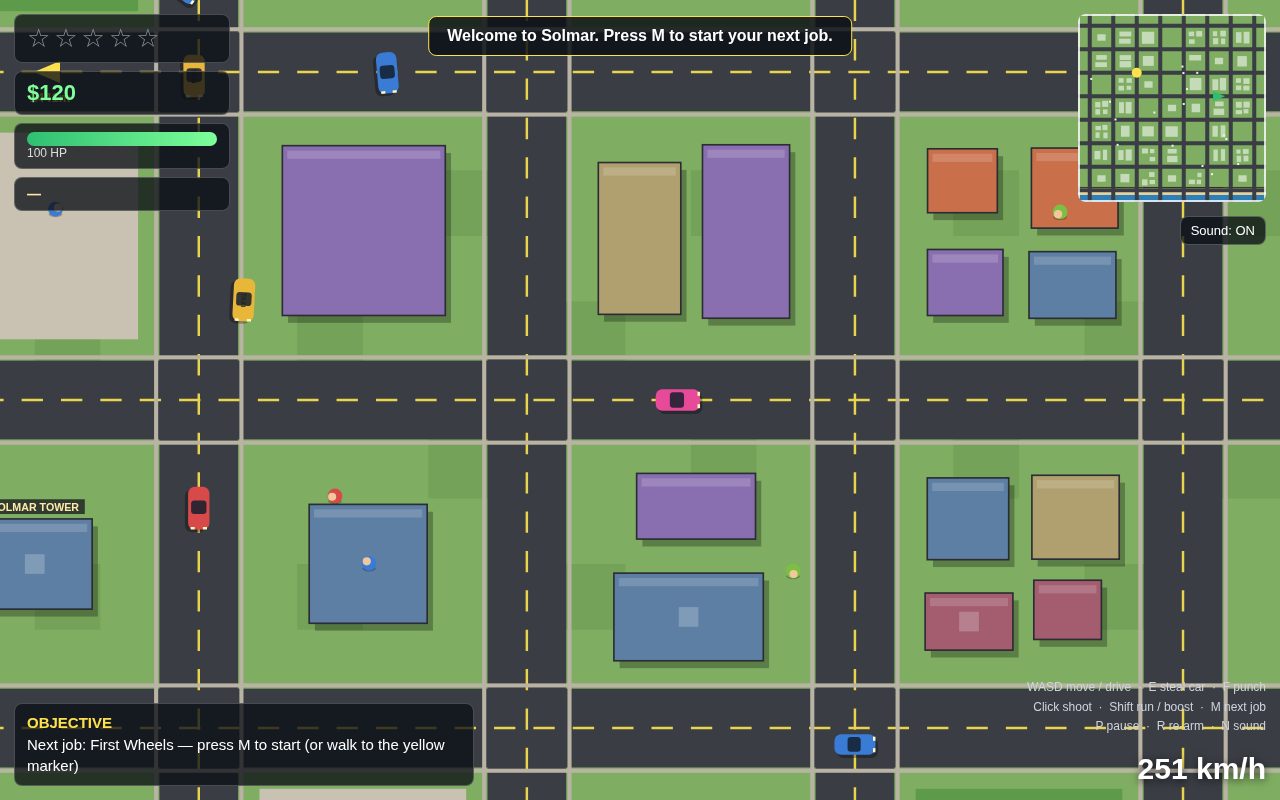 Welcome to Solmar. Press M to start your next job.
$120
100 HP
—
Sound: ON
OLMAR TOWER
OBJECTIVE
Next job: First Wheels — press M to start (or walk to the yellow
marker)
WASD move / drive · E steal car · F punch
Click shoot · Shift run / boost · M next job
P pause · R re-arm · N sound
251 km/h